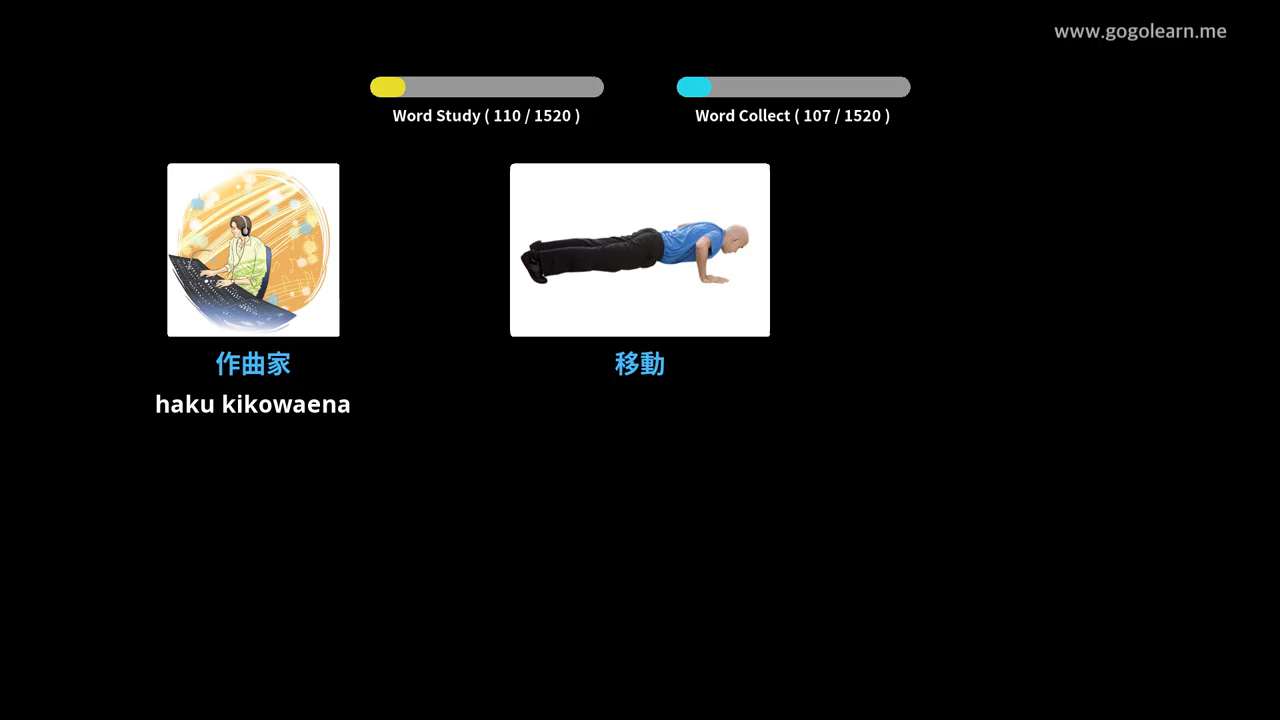 www.gogolearn.me
Word Study ( 110 / 1520 )
Word Collect ( 107 / 1520 )
作曲家
haku kikowaena
移動